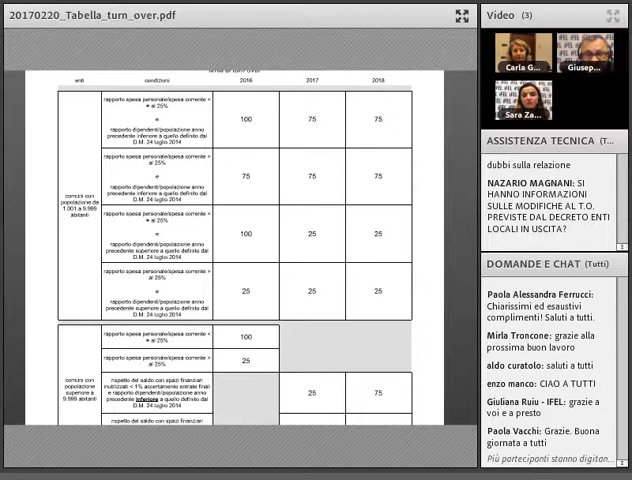 20170220_Tabella_turn_over.pdf
enti condizioni 2016 2017 2018
comuni con
popolazione da
1.001 a 9.999
abitanti
rapporto spesa personale/spesa corrente <
= al 25%
e
rapporto dipendenti/popolazione anno
precedente inferiore a quello definito dal
D.M. 24 luglio 2014
100 75 75
rapporto spesa personale/spesa corrente >
al 25%
e
rapporto dipendenti/popolazione anno
precedente inferiore a quello definito dal
D.M. 24 luglio 2014
75 75 75
rapporto spesa personale/spesa corrente <
= al 25%
e
rapporto dipendenti/popolazione anno
precedente superiore a quello definito dal
D.M. 24 luglio 2014
100 25 25
rapporto spesa personale/spesa corrente >
al 25%
e
rapporto dipendenti/popolazione anno
precedente superiore a quello definito dal
D.M. 24 luglio 2014
25 25 25
comuni con
popolazione
superiore a
9.999 abitanti
rapporto spesa personale/spesa corrente <
= al 25%
100
rapporto spesa personale/spesa corrente >
al 25%
25
rispetto del saldo con spazi finanziari
inutilizzati < 1% accertamento entrate finali
e rapporto dipendenti/popolazione anno
precedente inferiore a quello definito dal
D.M. 24 luglio 2014
25 75
rispetto del saldo con spazi finanziari
Video (3)
Carla G...
Giusep...
Sara Za...
ASSISTENZA TECNICA (T...
dubbi sulla relazione
NAZARIO MAGNANI: SI
HANNO INFORMAZIONI
SULLE MODIFICHE AL T.O.
PREVISTE DAL DECRETO ENTI
LOCALI IN USCITA?
DOMANDE E CHAT (Tutti)
Paola Alessandra Ferrucci:
Chiarissimi ed esaustivi
complimenti! Saluti a tutti.
Mirla Troncone: grazie alla
prossima buon lavoro
aldo curatolo: saluti a tutti
enzo manco: CIAO A TUTTI
Giuliana Ruiu - IFEL: grazie a
voi e a presto
Paola Vacchi: Grazie. Buona
giornata a tutti
Più partecipanti stanno digitan...